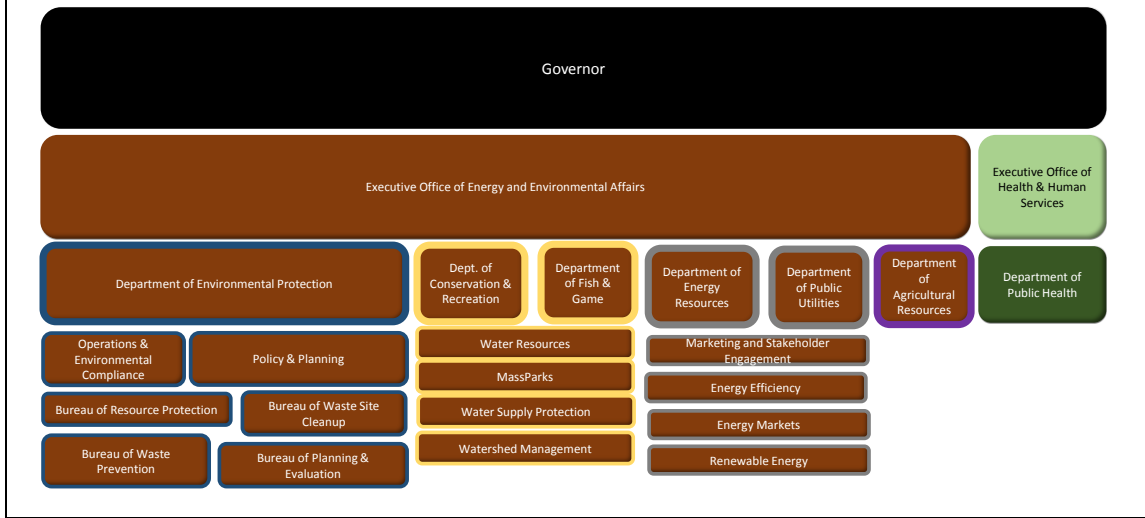 Governor
Executive Office of Energy and Environmental Affairs
Executive Office of
Health & Human
Services
Department of Environmental Protection
Dept. of
Conservation &
Recreation
Department
of Fish &
Game
Department of
Energy
Resources
Department
of Public
Utilities
Department
of
Agricultural
Resources
Department of
Public Health
Operations &
Environmental
Compliance
Policy & Planning
Bureau of Resource Protection
Bureau of Waste Site
Cleanup
Bureau of Waste
Prevention
Bureau of Planning &
Evaluation
Water Resources
MassParks
Water Supply Protection
Watershed Management
Marketing and Stakeholder
Engagement
Energy Efficiency
Energy Markets
Renewable Energy